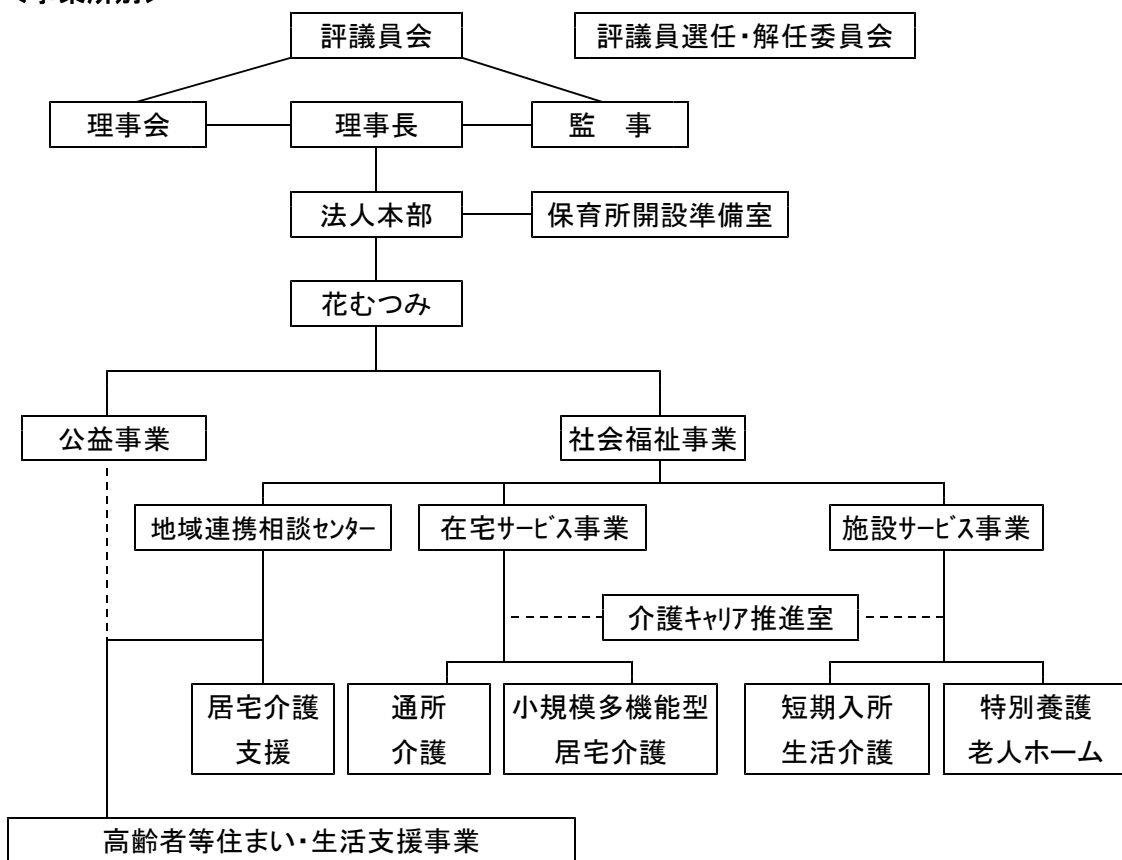 評議員会
評議員選任・解任委員会
理事会
理事長
監　事
法人本部
保育所開設準備室
花むつみ
公益事業
社会福祉事業
地域連携相談ｾﾝﾀｰ
在宅ｻｰﾋﾞｽ事業
施設ｻｰﾋﾞｽ事業
介護ｷｬﾘｱ推進室
居宅介護
支援
通所
介護
小規模多機能型
居宅介護
短期入所
生活介護
特別養護
老人ホーム
高齢者等住まい・生活支援事業